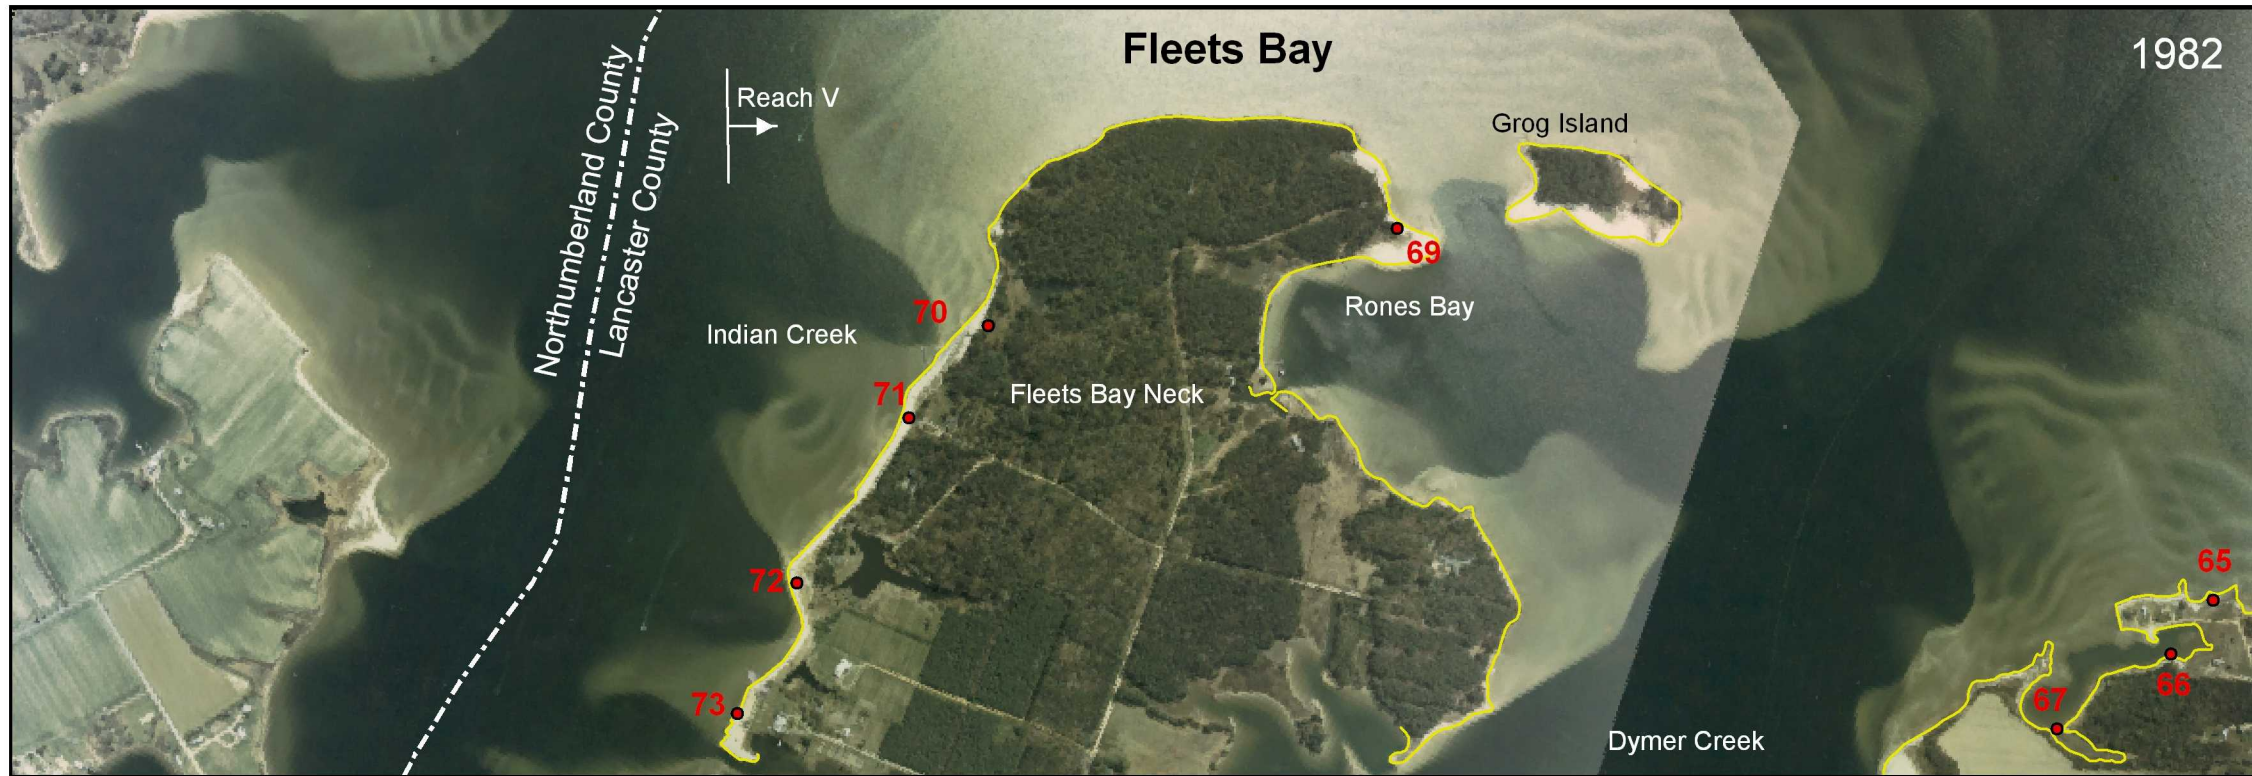 Fleets Bay
1982
Reach V
Grog Island
Northumberland County
Lancaster County
69
70
Rones Bay
Indian Creek
71
Fleets Bay Neck
65
72
66
67
73
Dymer Creek